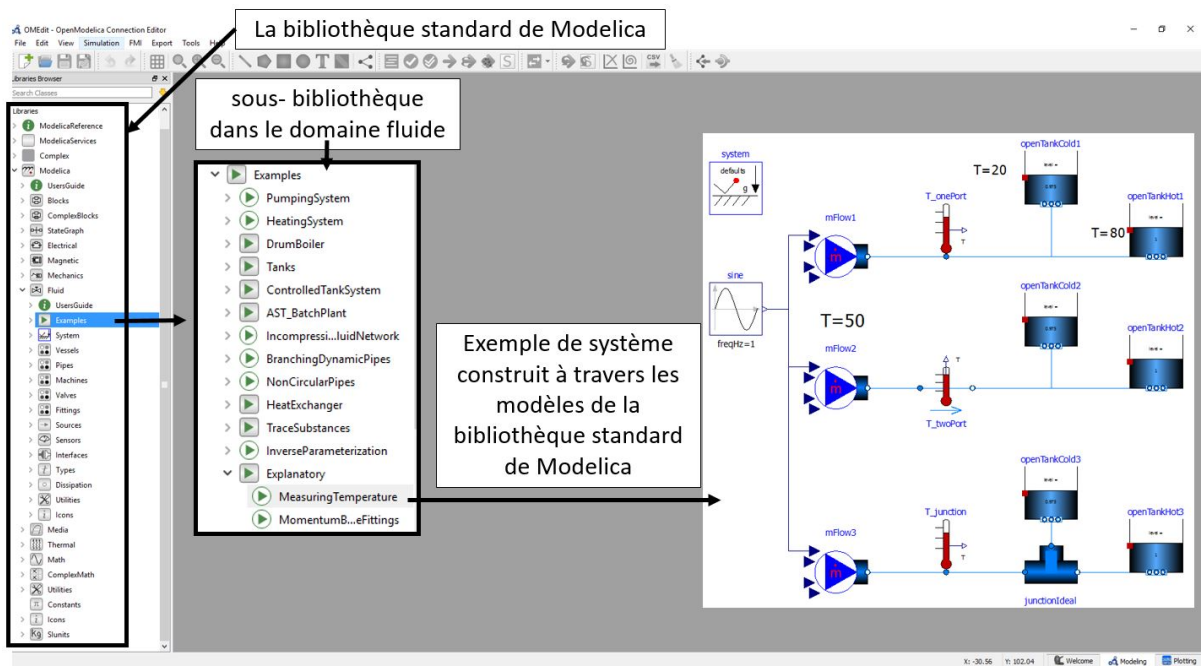 OMEdit - OpenModelica Connection Editor
File Edit View Simulation FMI Export Tools
La bibliothèque standard de Modelica
Libraries Browser
Search Classes
Libraries
ModelicaReference
ModelicaServices
Complex
Modelica
UsersGuide
Blocks
ComplexBlocks
StateGraph
Electrical
Magnetic
Mechanics
Fluid
UsersGuide
Examples
System
Vessels
Pipes
Machines
Valves
Fittings
Sources
Sensors
Interfaces
Types
Dissipation
Utilities
Icons
Media
Thermal
Math
ComplexMath
Utilities
Constants
Icons
SIunits
sous- bibliothèque
dans le domaine fluide
Examples
PumpingSystem
HeatingSystem
DrumBoiler
Tanks
ControlledTankSystem
AST_BatchPlant
Incompressi...luidNetwork
BranchingDynamicPipes
NonCircularPipes
HeatExchanger
TraceSubstances
InverseParameterization
Explanatory
MeasuringTemperature
MomentumB...eFittings
Exemple de système
construit à travers les
modèles de la
bibliothèque standard
de Modelica
system
defaults
g
openTankCold1
T=20
T_onePort
T
openTankHot1
T=80
mFlow1
m
sine
freqHz=1
T=50
openTankCold2
openTankHot2
mFlow2
m
T
T_twoPort
openTankCold3
openTankHot3
T_junction
T
mFlow3
m
junctionIdeal
X: -30.56 Y: 102.04 Welcome Modeling Plotting